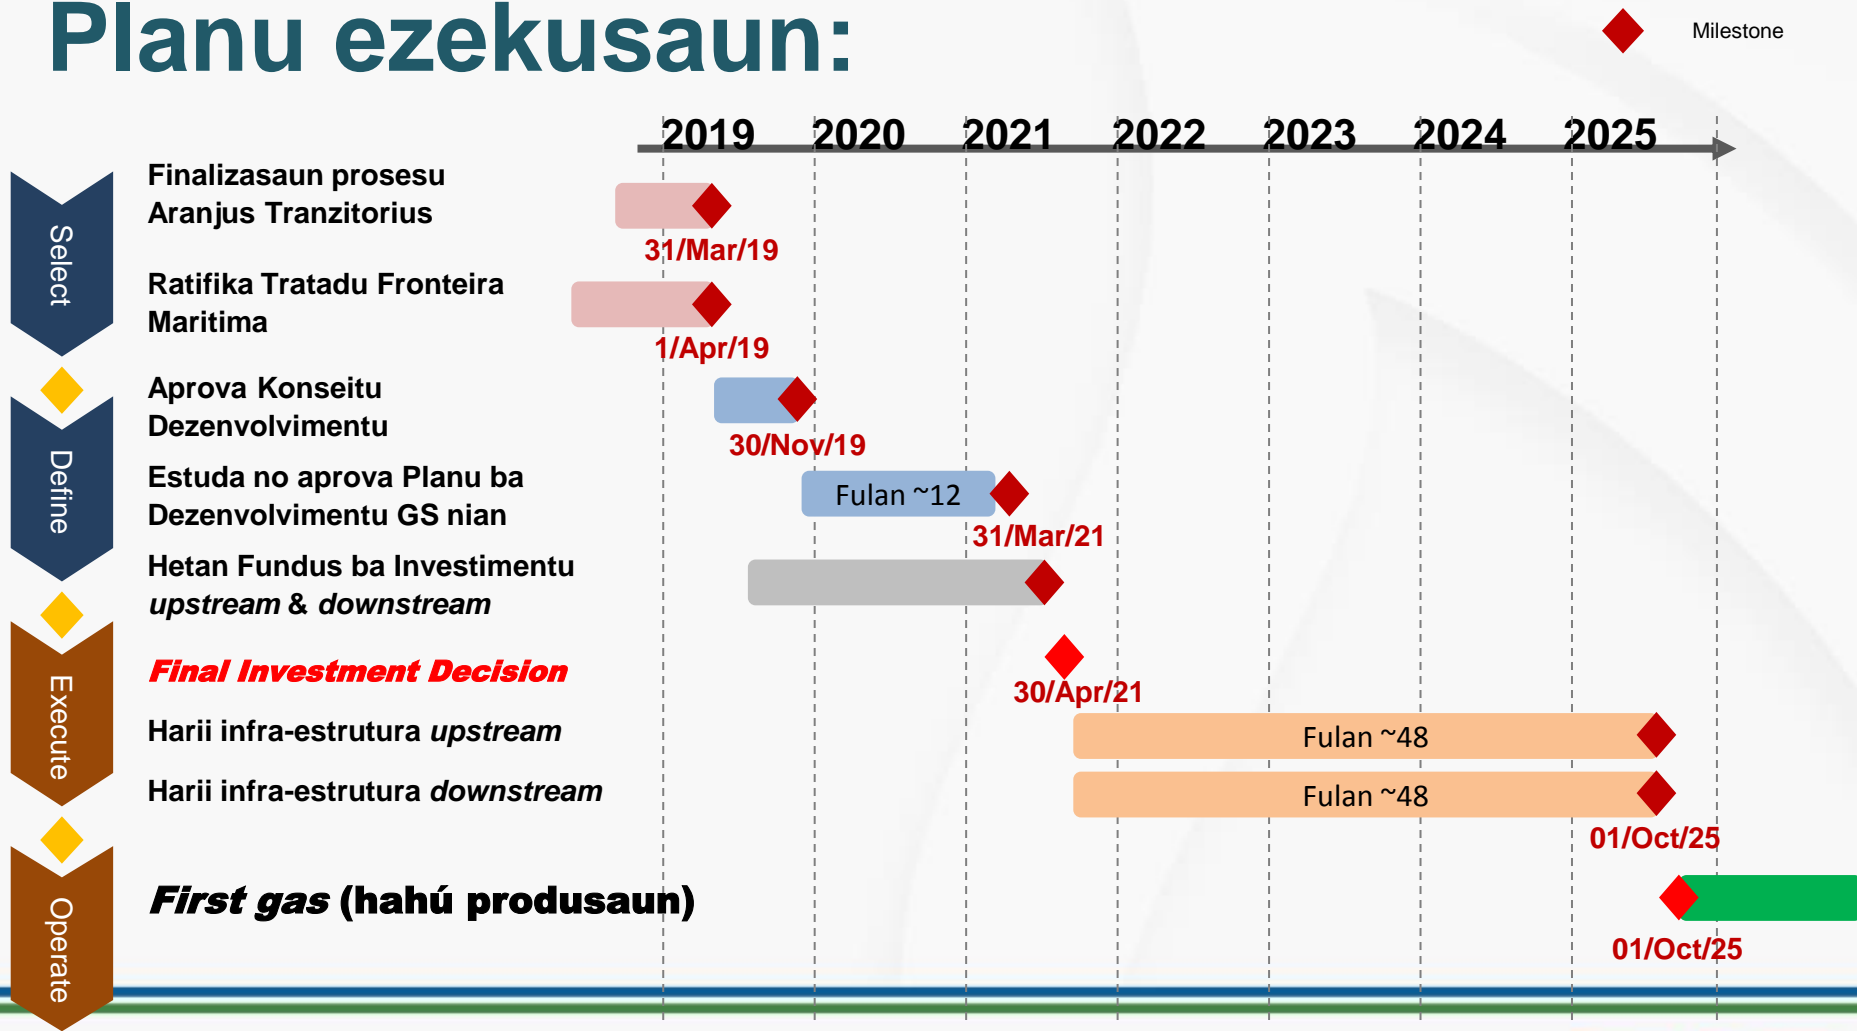 Planu ezekusaun:
Milestone
2019 2020 2021 2022 2023 2024 2025
Select
Finalizasaun prosesu
Aranjus Tranzitorius
31/Mar/19
Ratifika Tratadu Fronteira
Maritima
1/Apr/19
Define
Aprova Konseitu
Dezenvolvimentu
30/Nov/19
Estuda no aprova Planu ba
Dezenvolvimentu GS nian
Fulan ~12
31/Mar/21
Hetan Fundus ba Investimentu
upstream & downstream
Execute
Final Investment Decision
30/Apr/21
Harii infra-estrutura upstream
Fulan ~48
Harii infra-estrutura downstream
Fulan ~48
01/Oct/25
Operate
First gas (hahú produsaun)
01/Oct/25